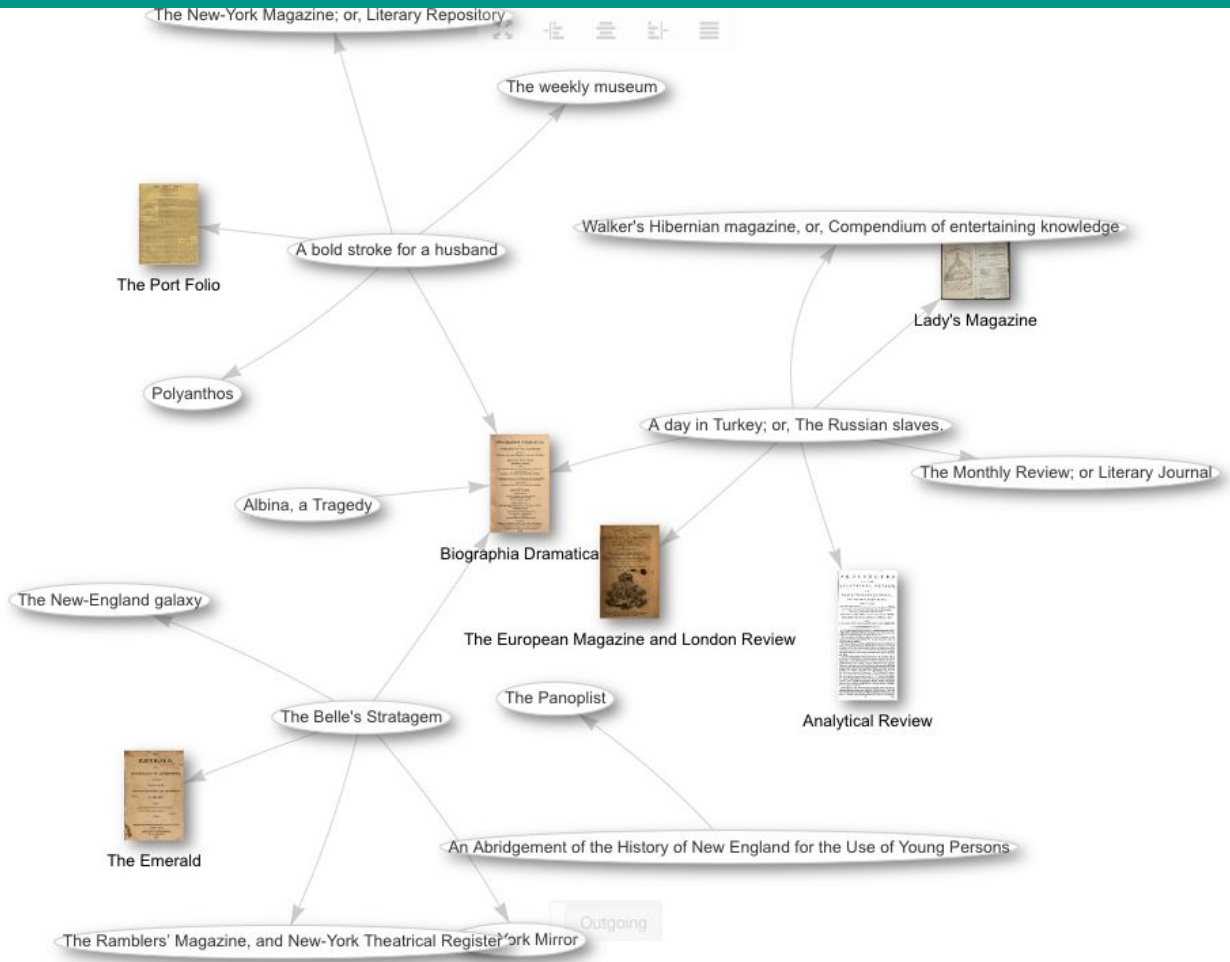 The New-York Magazine; or, Literary Repository
The weekly museum
Walker's Hibernian magazine, or, Compendium of entertaining knowledge
A bold stroke for a husband
The Port Folio
Lady's Magazine
Polyanthos
A day in Turkey; or, The Russian slaves.
The Monthly Review; or Literary Journal
Albina, a Tragedy
Biographia Dramatica
The New-England galaxy
The European Magazine and London Review
The Panoplist
The Belle's Stratagem
Analytical Review
EMERALD,
The Emerald
An Abridgement of the History of New England for the Use of Young Persons
Outgoing
The Ramblers' Magazine, and New-York Theatrical Register
York Mirror